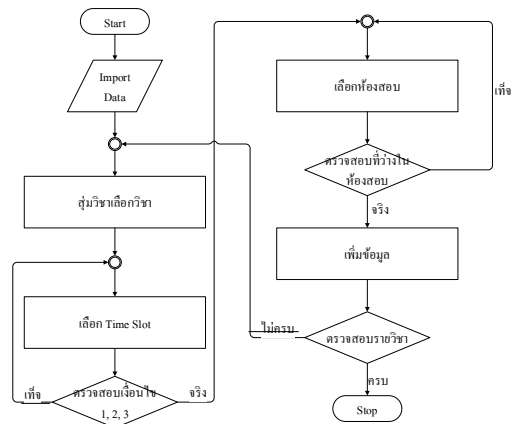 Start
Import
Data
สุ่มวิชาเลือกวิชา
เลือก Time Slot
ตรวจสอบเงื่อนไข
1, 2, 3
เท็จ
จริง
เลือกห้องสอบ
ตรวจสอบที่ว่างใน
ห้องสอบ
เท็จ
จริง
เพิ่มข้อมูล
ตรวจสอบรายวิชา
ไม่ครบ
ครบ
Stop